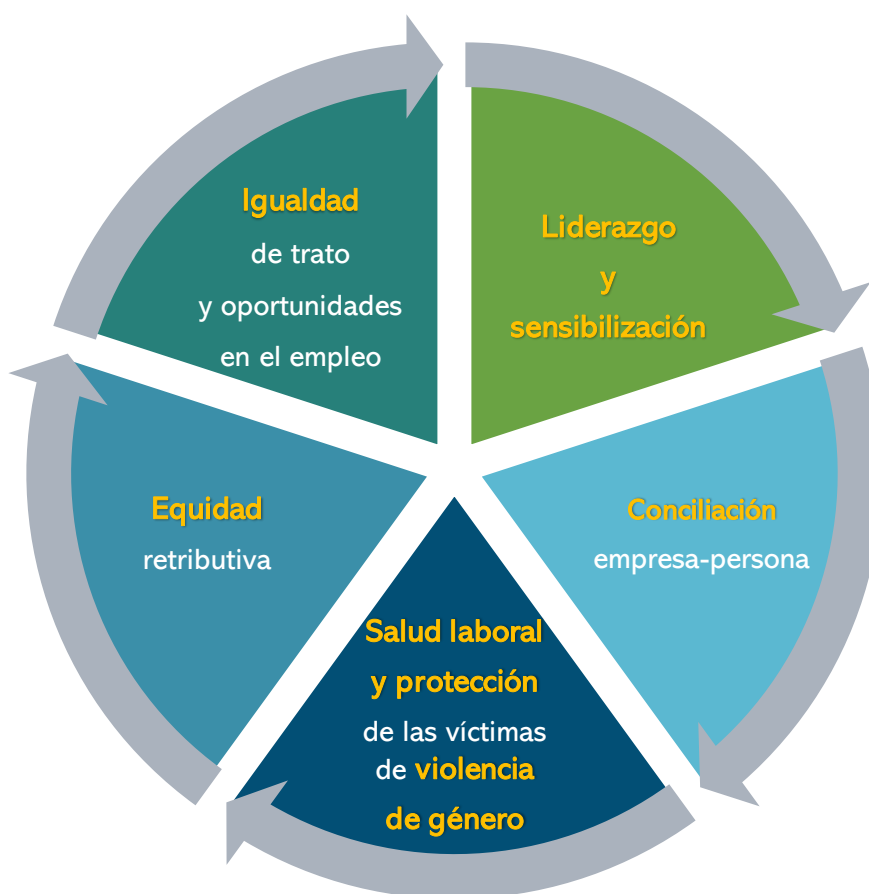 Igualdad
de trato
y oportunidades
en el empleo
Liderazgo
y
sensibilización
Conciliación
empresa-persona
Salud laboral
y protección
de las víctimas
de violencia
de género
Equidad
retributiva